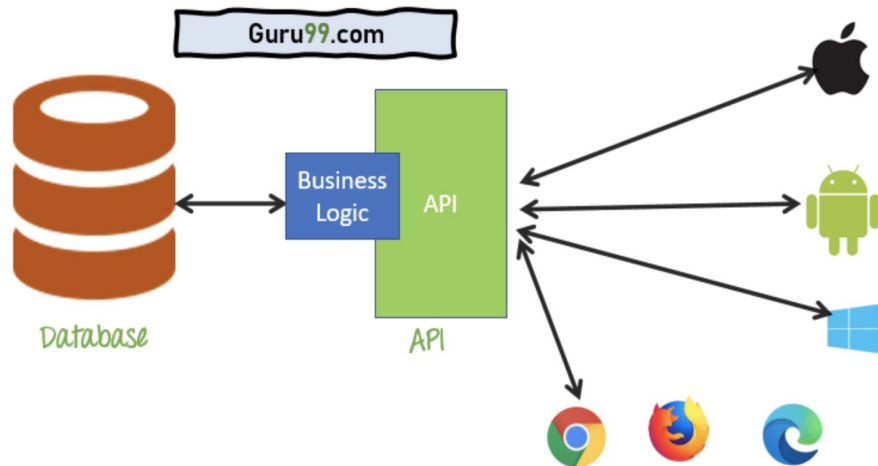 Guru99.com
Business
Logic
API
Database
API